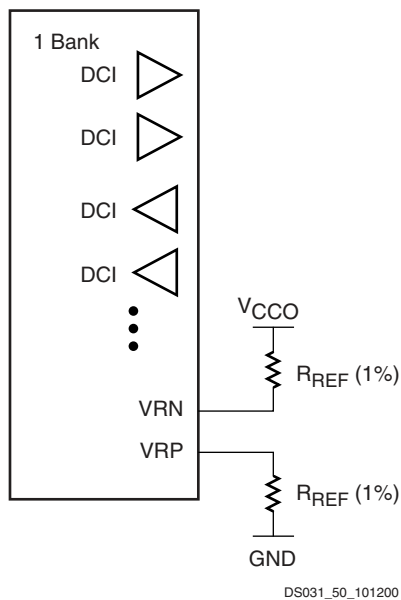 1 Bank
DCI
DCI
DCI
DCI
VCCO
RREF (1%)
VRN
VRP
RREF (1%)
GND
DS031_50_101200